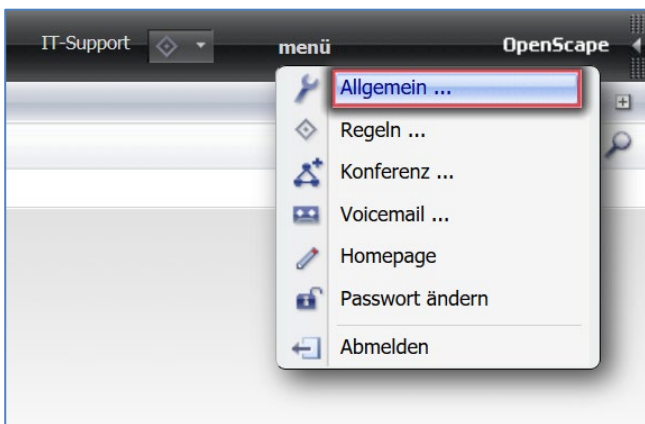 IT-Support menü OpenScape
Allgemein ...
Regeln ...
Konferenz ...
Voicemail ...
Homepage
Passwort ändern
Abmelden